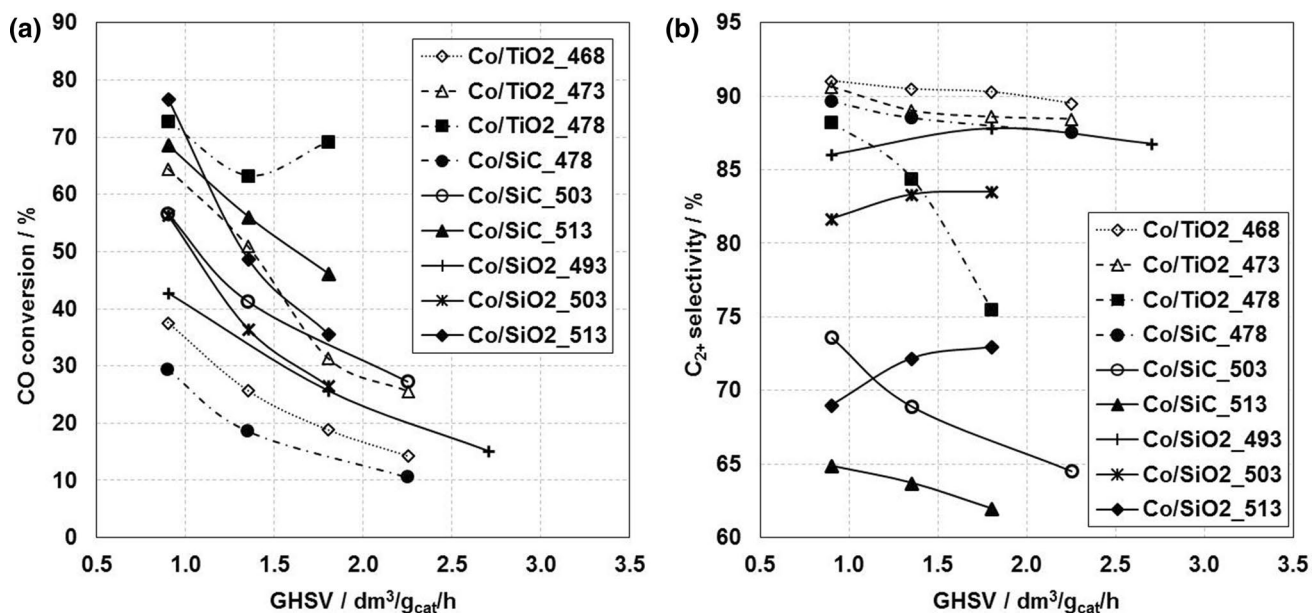 (a)
90
80
70
60
50
40
30
20
10
0
CO conversion / %
0.5 1.0 1.5 2.0 2.5 3.0 3.5
GHSV / dm³/g_cat/h
Co/TiO2_468
Co/TiO2_473
Co/TiO2_478
Co/SiC_478
Co/SiC_503
Co/SiC_513
Co/SiO2_493
Co/SiO2_503
Co/SiO2_513
(b)
95
90
85
80
75
70
65
60
C₂₊ selectivity / %
0.5 1.0 1.5 2.0 2.5 3.0 3.5
GHSV / dm³/g_cat/h
Co/TiO2_468
Co/TiO2_473
Co/TiO2_478
Co/SiC_478
Co/SiC_503
Co/SiC_513
Co/SiO2_493
Co/SiO2_503
Co/SiO2_513